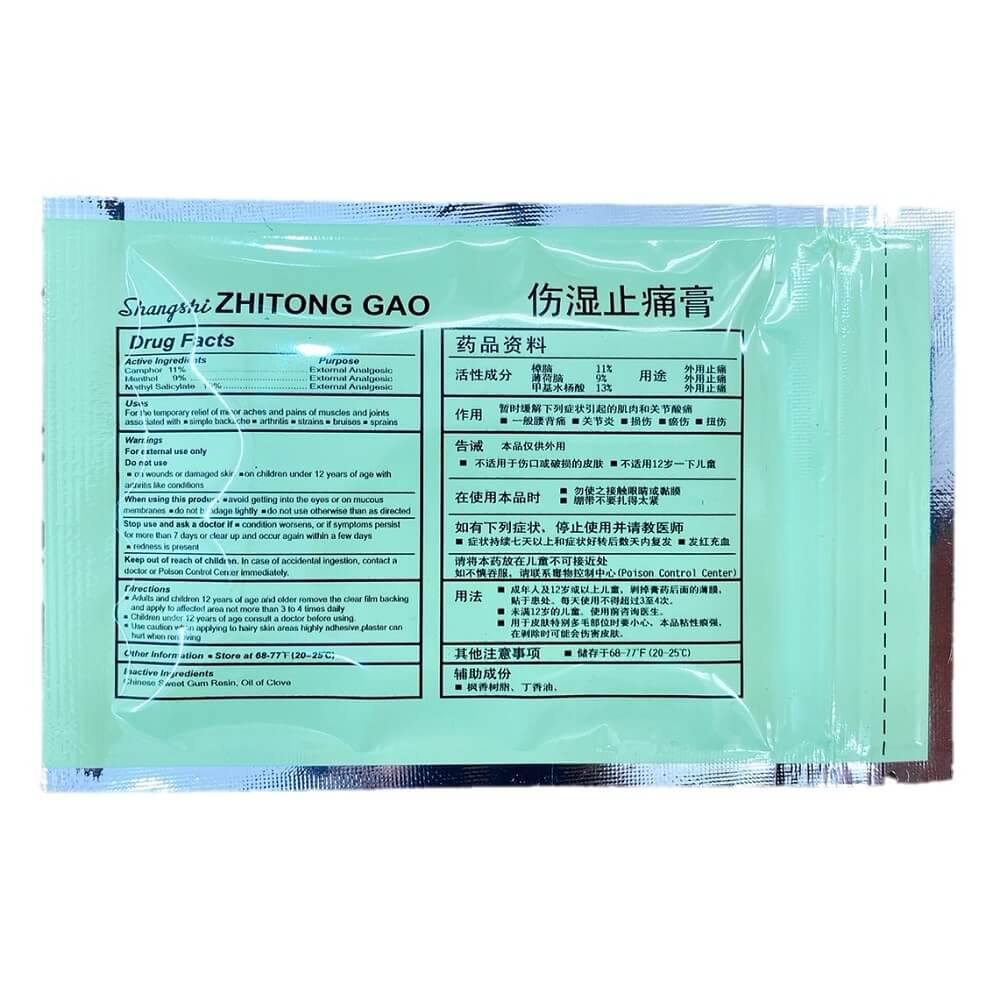 Shangshi ZHITONG GAO
Drug Facts
Active Ingredients Purpose
Camphor 11% External Analgesic
Menthol 9% External Analgesic
Methyl Salicylate External Analgesic
Uses
For the temporary relief of minor aches and pains of muscles and joints
associated with ▪ simple backache ▪ arthritis ▪ strains ▪ bruises ▪ sprains
Warnings
For external use only
Do not use
▪ on wounds or damaged skin ▪ on children under 12 years of age with
arthritis like conditions
When using this product ▪ avoid getting into the eyes or on mucous
membranes ▪ do not bandage tightly ▪ do not use otherwise than as directed
Stop use and ask a doctor if ▪ condition worsens, or if symptoms persist
for more than 7 days or clear up and occur again within a few days
▪ redness is present
Keep out of reach of children. In case of accidental ingestion, contact a
doctor or Poison Control Center immediately.
Directions
▪ Adults and children 12 years of age and older remove the clear film backing
and apply to affected area not more than 3 to 4 times daily
▪ Children under 12 years of age consult a doctor before using.
▪ Use caution when applying to hairy skin areas highly adhesive plaster can
hurt when removing
Other Information ▪ Store at 68-77°F (20-25°C)
Inactive Ingredients
Chinese Sweet Gum Resin, Oil of Clove
伤湿止痛膏
药品资料
活性成分 樟脑 11% 用途 外用止痛
薄荷脑 9% 外用止痛
甲基水杨酸 13% 外用止痛
作用 暂时缓解下列症状引起的肌肉和关节酸痛
▪ 一般腰背痛 ▪ 关节炎 ▪ 损伤 ▪ 瘀伤 ▪ 扭伤
告诫 本品仅供外用
▪ 不适用于伤口或破损的皮肤 ▪ 不适用12岁一下儿童
在使用本品时 ▪ 勿使之接触眼睛或黏膜
▪ 绷带不要扎得太紧
如有下列症状，停止使用并请教医师
▪ 症状持续七天以上和症状好转后数天内复发 ▪ 发红充血
请将本药放在儿童不可接近处
如不慎吞服，请联系毒物控制中心(Poison Control Center)
用法 ▪ 成年人及12岁或以上儿童，剥掉膏药后面的薄膜，
贴于患处。每天使用不得超过3至4次。
▪ 未满12岁的儿童。使用前咨询医生。
▪ 用于皮肤特别多毛部位时要小心，本品粘性颇强，
在剥除时可能会伤害皮肤。
其他注意事项 ▪ 储存于68-77°F (20-25°C)
辅助成份
▪ 枫香树脂、丁香油、